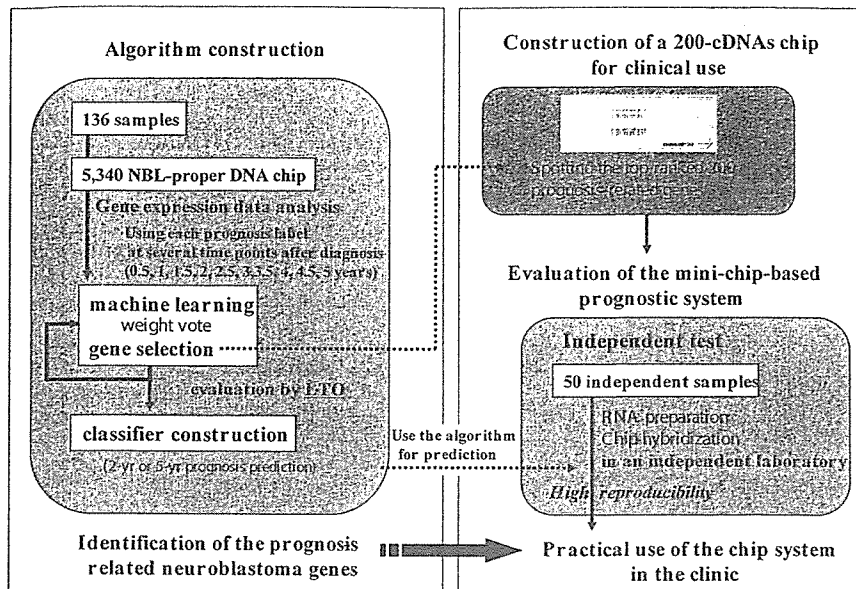 Algorithm construction
136 samples
5,340 NBL-proper DNA chip
Gene expression data analysis
Using each prognosis label
at several time points after diagnosis
(0.5, 1, 1.5, 2, 2.5, 3,3.5, 4, 4.5, 5 years)
machine learning
weight vote
gene selection
evaluation by
classifier construction
(2-yr or 5-yr prognosis prediction)
Identification of the prognosis
related neuroblastoma genes
Use the algorithm
for prediction
Construction of a 200-cDNAs chip
for clinical use
Spotting the top-ranked 200
prognosis-related genes
Evaluation of the mini-chip-based
prognostic system
Independent test
50 independent samples
RNA preparation
Chip hybridization
in an independent laboratory
High reproducibility
Practical use of the chip system
in the clinic